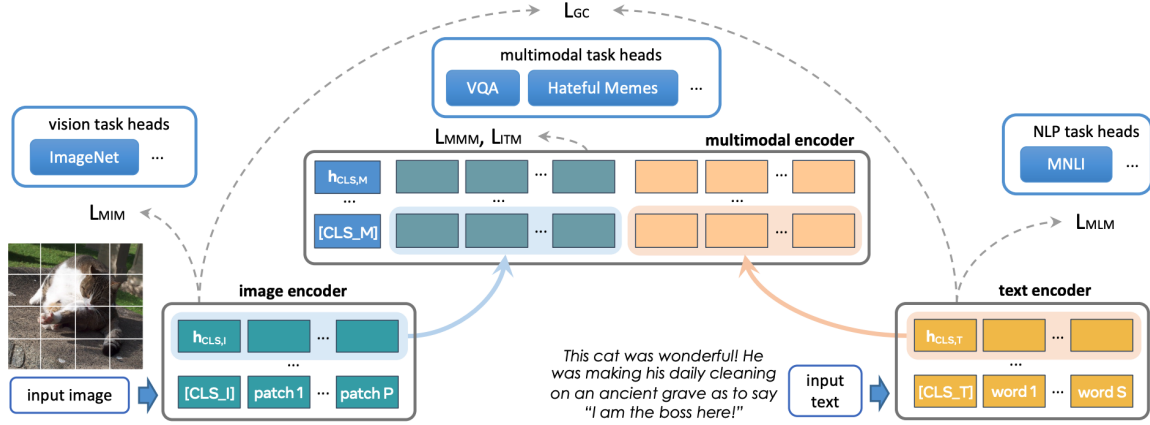 LGC
multimodal task heads
VQA
Hateful Memes
...
vision task heads
ImageNet
...
NLP task heads
MNLI
...
LMMM, LITM
multimodal encoder
hCLS,M
...
...
...
...
...
[CLS_M]
...
...
LMIM
LMLM
image encoder
hCLS,I
...
...
[CLS_I]
patch 1
...
patch P
input image
This cat was wonderful! He
was making his daily cleaning
on an ancient grave as to say
“I am the boss here!”
input
text
text encoder
hCLS,T
...
...
[CLS_T]
word 1
...
word S